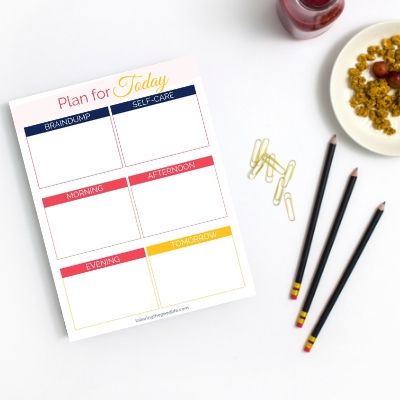 Plan for Today
BRAINDUMP
SELF-CARE
MORNING
AFTERNOON
EVENING
TOMORROW